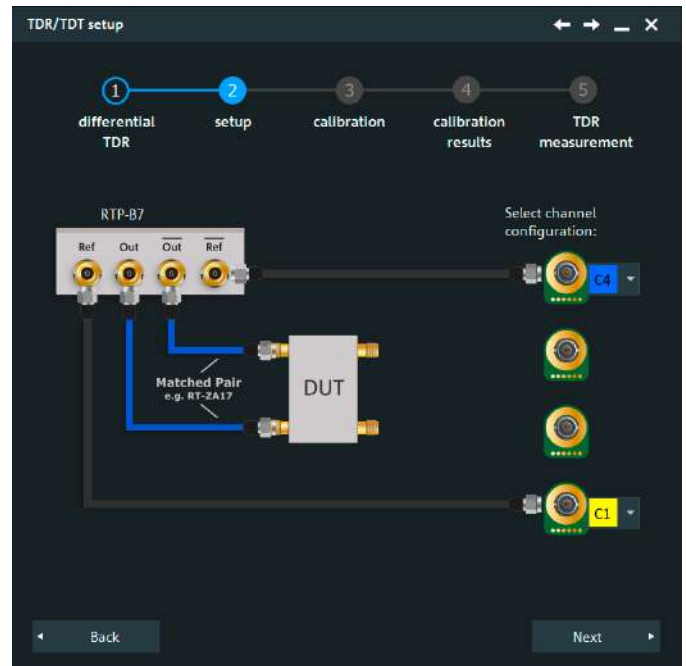 TDR/TDT setup
1
2
3
4
5
differential
TDR
setup
calibration
calibration
results
TDR
measurement
RTP-B7
Ref Out Out Ref
Select channel
configuration:
C4
Matched Pair
e.g. RT-ZA17
DUT
C1
Back
Next